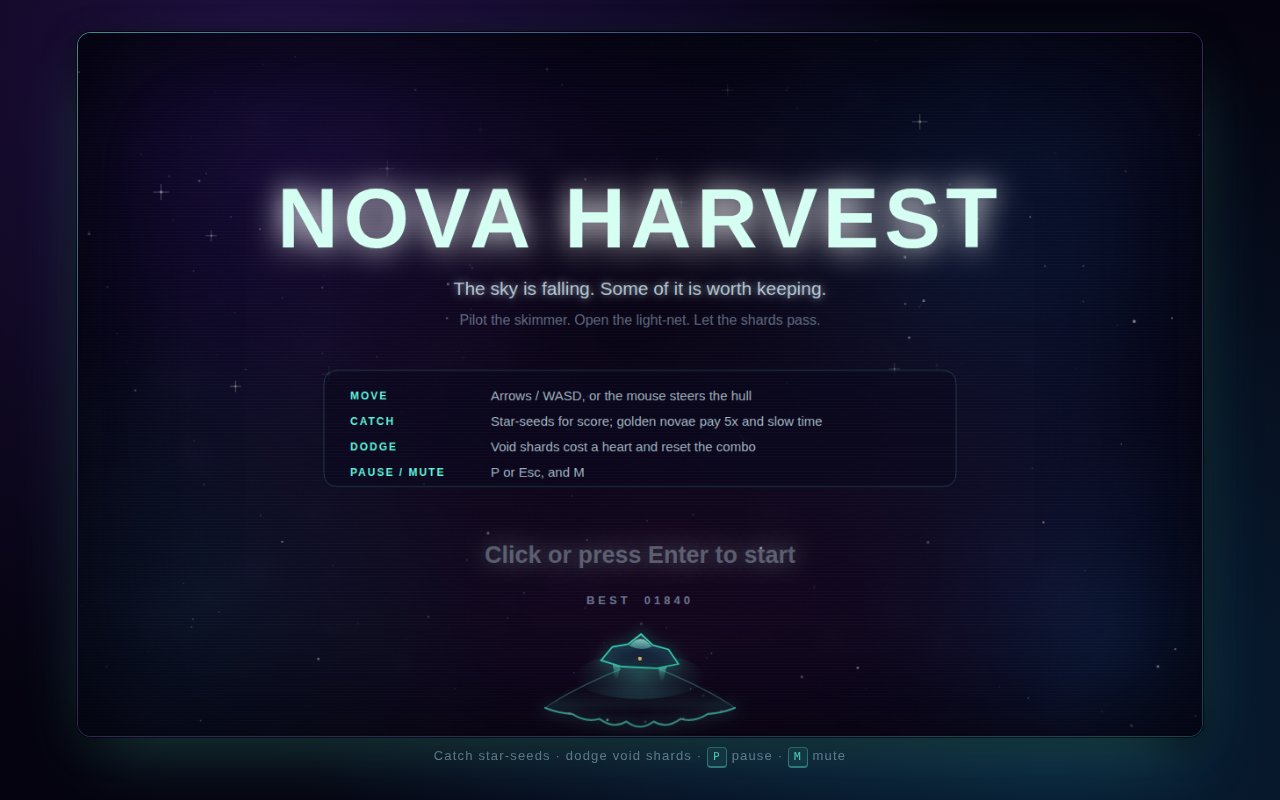 NOVA HARVEST
The sky is falling. Some of it is worth keeping.
Pilot the skimmer. Open the light-net. Let the shards pass.
MOVE Arrows / WASD, or the mouse steers the hull
CATCH Star-seeds for score; golden novae pay 5x and slow time
DODGE Void shards cost a heart and reset the combo
PAUSE / MUTE P or Esc, and M
Click or press Enter to start
BEST 01840
Catch star-seeds · dodge void shards · P pause · M mute